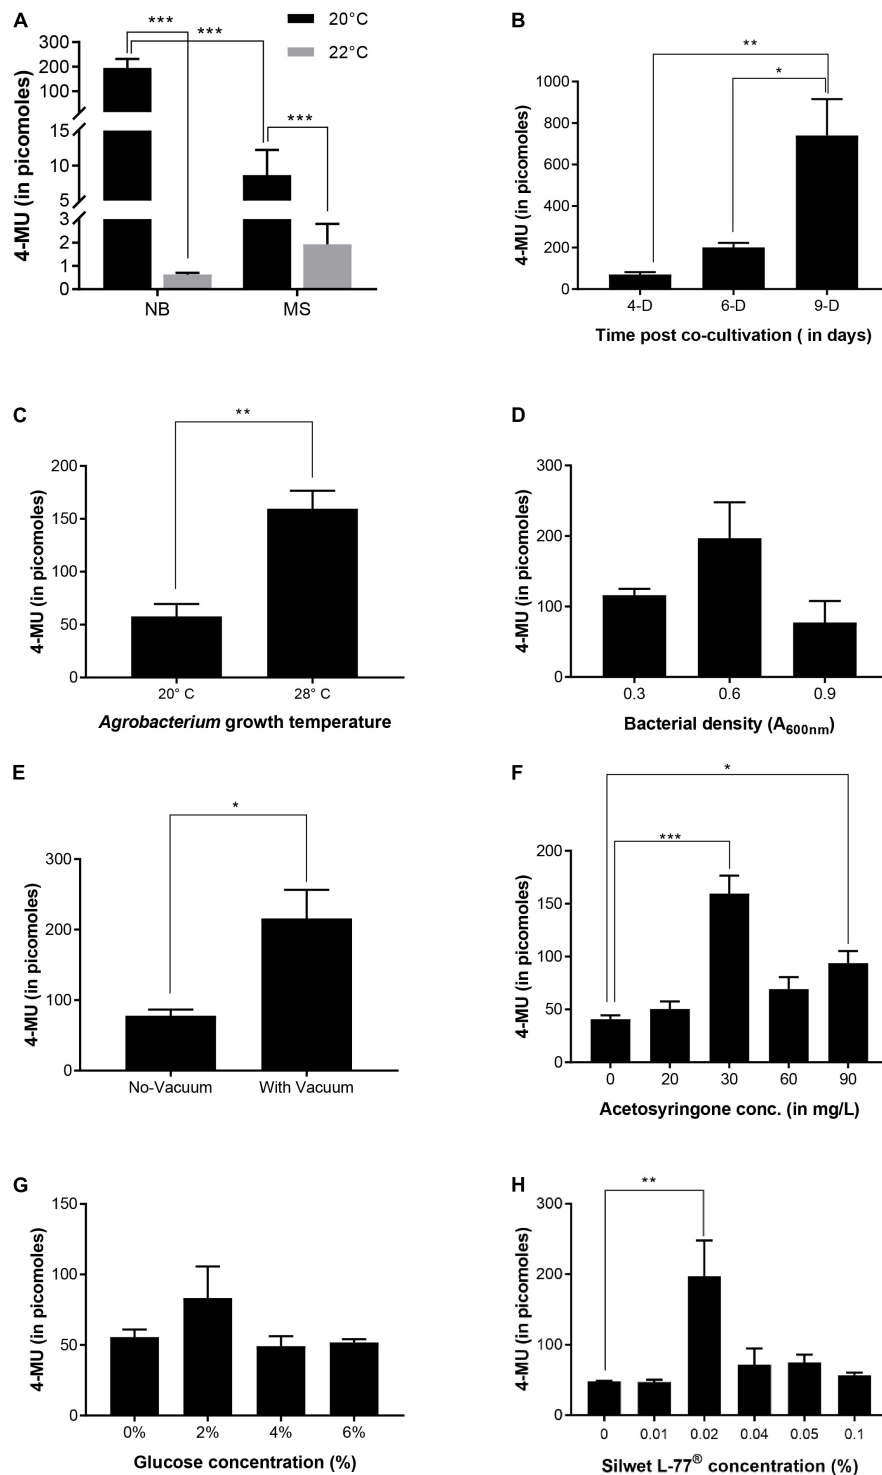 A
***
***
20°C
22°C
***
4-MU (in picomoles)
300
200
100
15
10
5
3
2
1
0
NB MS
B
**
*
4-MU (in picomoles)
1000
800
600
400
200
0
4-D 6-D 9-D
Time post co-cultivation ( in days)
C
**
4-MU (in picomoles)
200
150
100
50
0
20° C 28° C
Agrobacterium growth temperature
D
4-MU (in picomoles)
300
200
100
0
0.3 0.6 0.9
Bacterial density (A600nm)
E
*
4-MU (in picomoles)
300
200
100
0
No-Vacuum With Vacuum
F
*
***
4-MU (in picomoles)
200
150
100
50
0
0 20 30 60 90
Acetosyringone conc. (in mg/L)
G
4-MU (in picomoles)
150
100
50
0
0% 2% 4% 6%
Glucose concentration (%)
H
**
4-MU (in picomoles)
300
200
100
0
0 0.01 0.02 0.04 0.05 0.1
Silwet L-77® concentration (%)